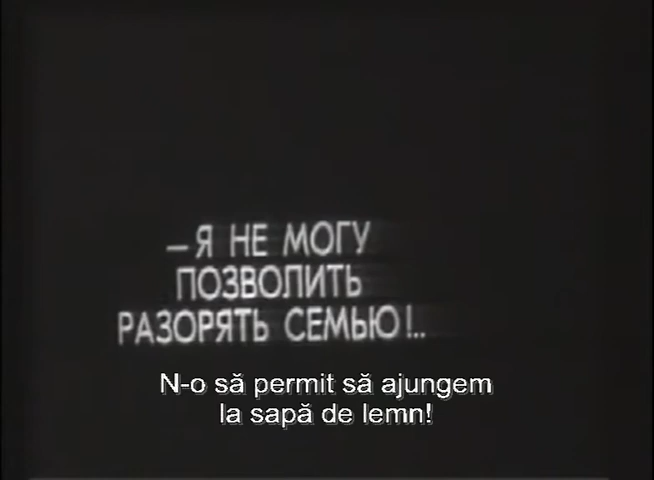 – Я НЕ МОГУ
ПОЗВОЛИТЬ
РАЗОРЯТЬ СЕМЬЮ!..
N-o să permit să ajungem
la sapă de lemn!